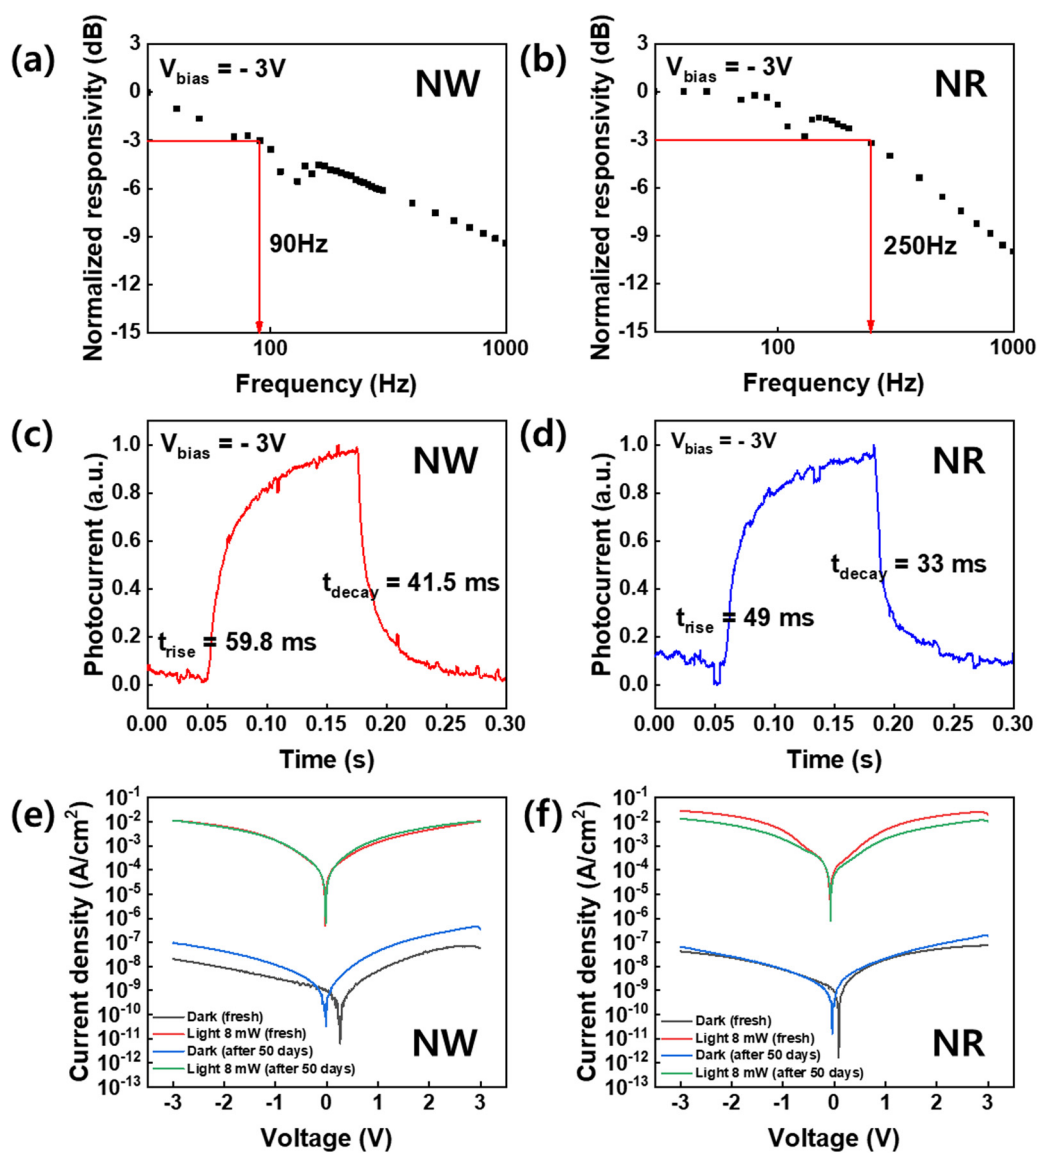 (a)
Normalized responsivity (dB)
3
0
-3
-6
-9
-12
-15
V_bias = - 3V
NW
90Hz
100
1000
Frequency (Hz)
(b)
Normalized responsivity (dB)
3
0
-3
-6
-9
-12
-15
V_bias = - 3V
NR
250Hz
100
1000
Frequency (Hz)
(c)
Photocurrent (a.u.)
1.0
0.8
0.6
0.4
0.2
0.0
V_bias = - 3V
NW
t_decay = 41.5 ms
t_rise = 59.8 ms
0.00 0.05 0.10 0.15 0.20 0.25 0.30
Time (s)
(d)
Photocurrent (a.u.)
1.0
0.8
0.6
0.4
0.2
0.0
V_bias = - 3V
NR
t_decay = 33 ms
t_rise = 49 ms
0.00 0.05 0.10 0.15 0.20 0.25 0.30
Time (s)
(e)
Current density (A/cm²)
10⁻¹
10⁻²
10⁻³
10⁻⁴
10⁻⁵
10⁻⁶
10⁻⁷
10⁻⁸
10⁻⁹
10⁻¹⁰
10⁻¹¹
10⁻¹²
10⁻¹³
Dark (fresh)
Light 8 mW (fresh)
Dark (after 50 days)
Light 8 mW (after 50 days)
NW
-3 -2 -1 0 1 2 3
Voltage (V)
(f)
Current density (A/cm²)
10⁻¹
10⁻²
10⁻³
10⁻⁴
10⁻⁵
10⁻⁶
10⁻⁷
10⁻⁸
10⁻⁹
10⁻¹⁰
10⁻¹¹
10⁻¹²
10⁻¹³
Dark (fresh)
Light 8 mW (fresh)
Dark (after 50 days)
Light 8 mW (after 50 days)
NR
-3 -2 -1 0 1 2 3
Voltage (V)